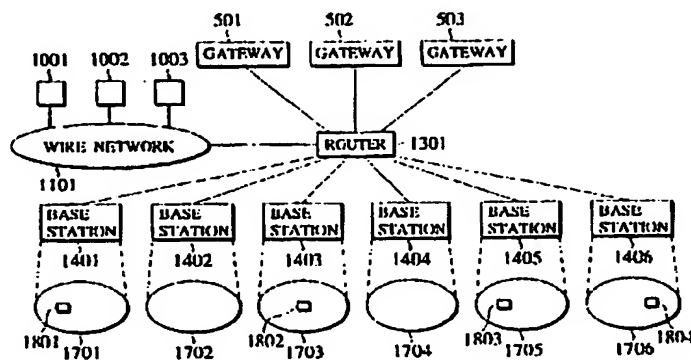 501 502 503
1001 1002 1003 GATEWAY GATEWAY GATEWAY
WIRE NETWORK ROUTER 1301
1101
BASE STATION BASE STATION BASE STATION BASE STATION BASE STATION BASE STATION
1401 1402 1403 1404 1405 1406
1801 1802 1803 1804
1701 1702 1703 1704 1705 1706